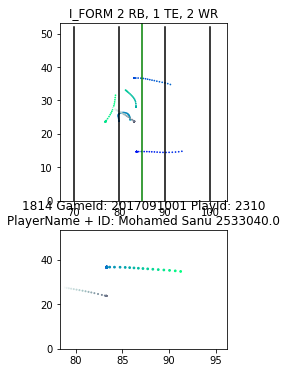 I_FORM 2 RB, 1 TE, 2 WR
50
40
30
20
10
0
70 80 90 100
1814 GameId: 2017091001 PlayId: 2310
PlayerName + ID: Mohamed Sanu 2533040.0
40
20
0
80 85 90 95